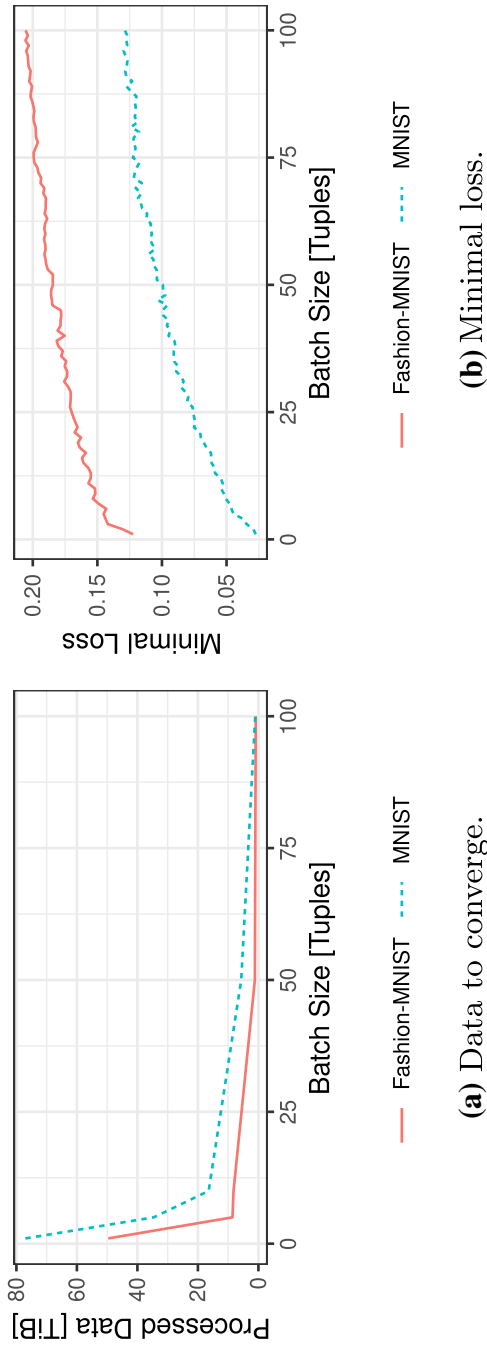 80
60
40
20
0
Processed Data [TiB]
0
25
50
75
100
Batch Size [Tuples]
Fashion-MNIST
MNIST
(a) Data to converge.
0.20
0.15
0.10
0.05
Minimal Loss
0
25
50
75
100
Batch Size [Tuples]
Fashion-MNIST
MNIST
(b) Minimal loss.